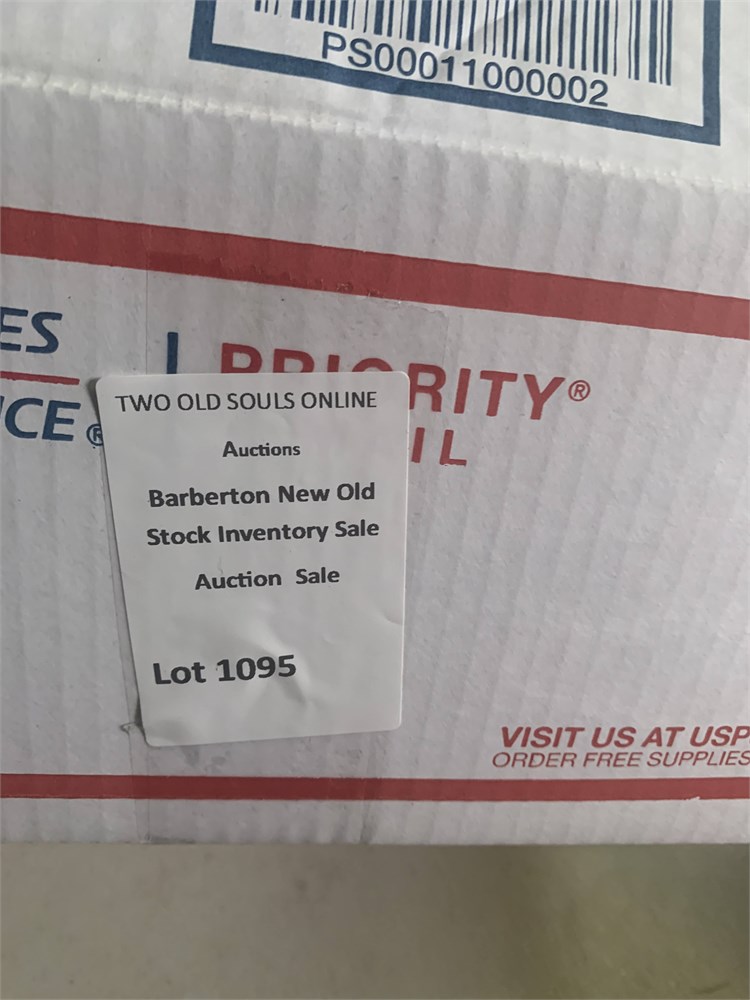 PS00011000002
ES
CE®
PRIORITY®
IL
TWO OLD SOULS ONLINE
Auctions
Barberton New Old
Stock Inventory Sale
Auction Sale
Lot 1095
VISIT US AT USP
ORDER FREE SUPPLIES